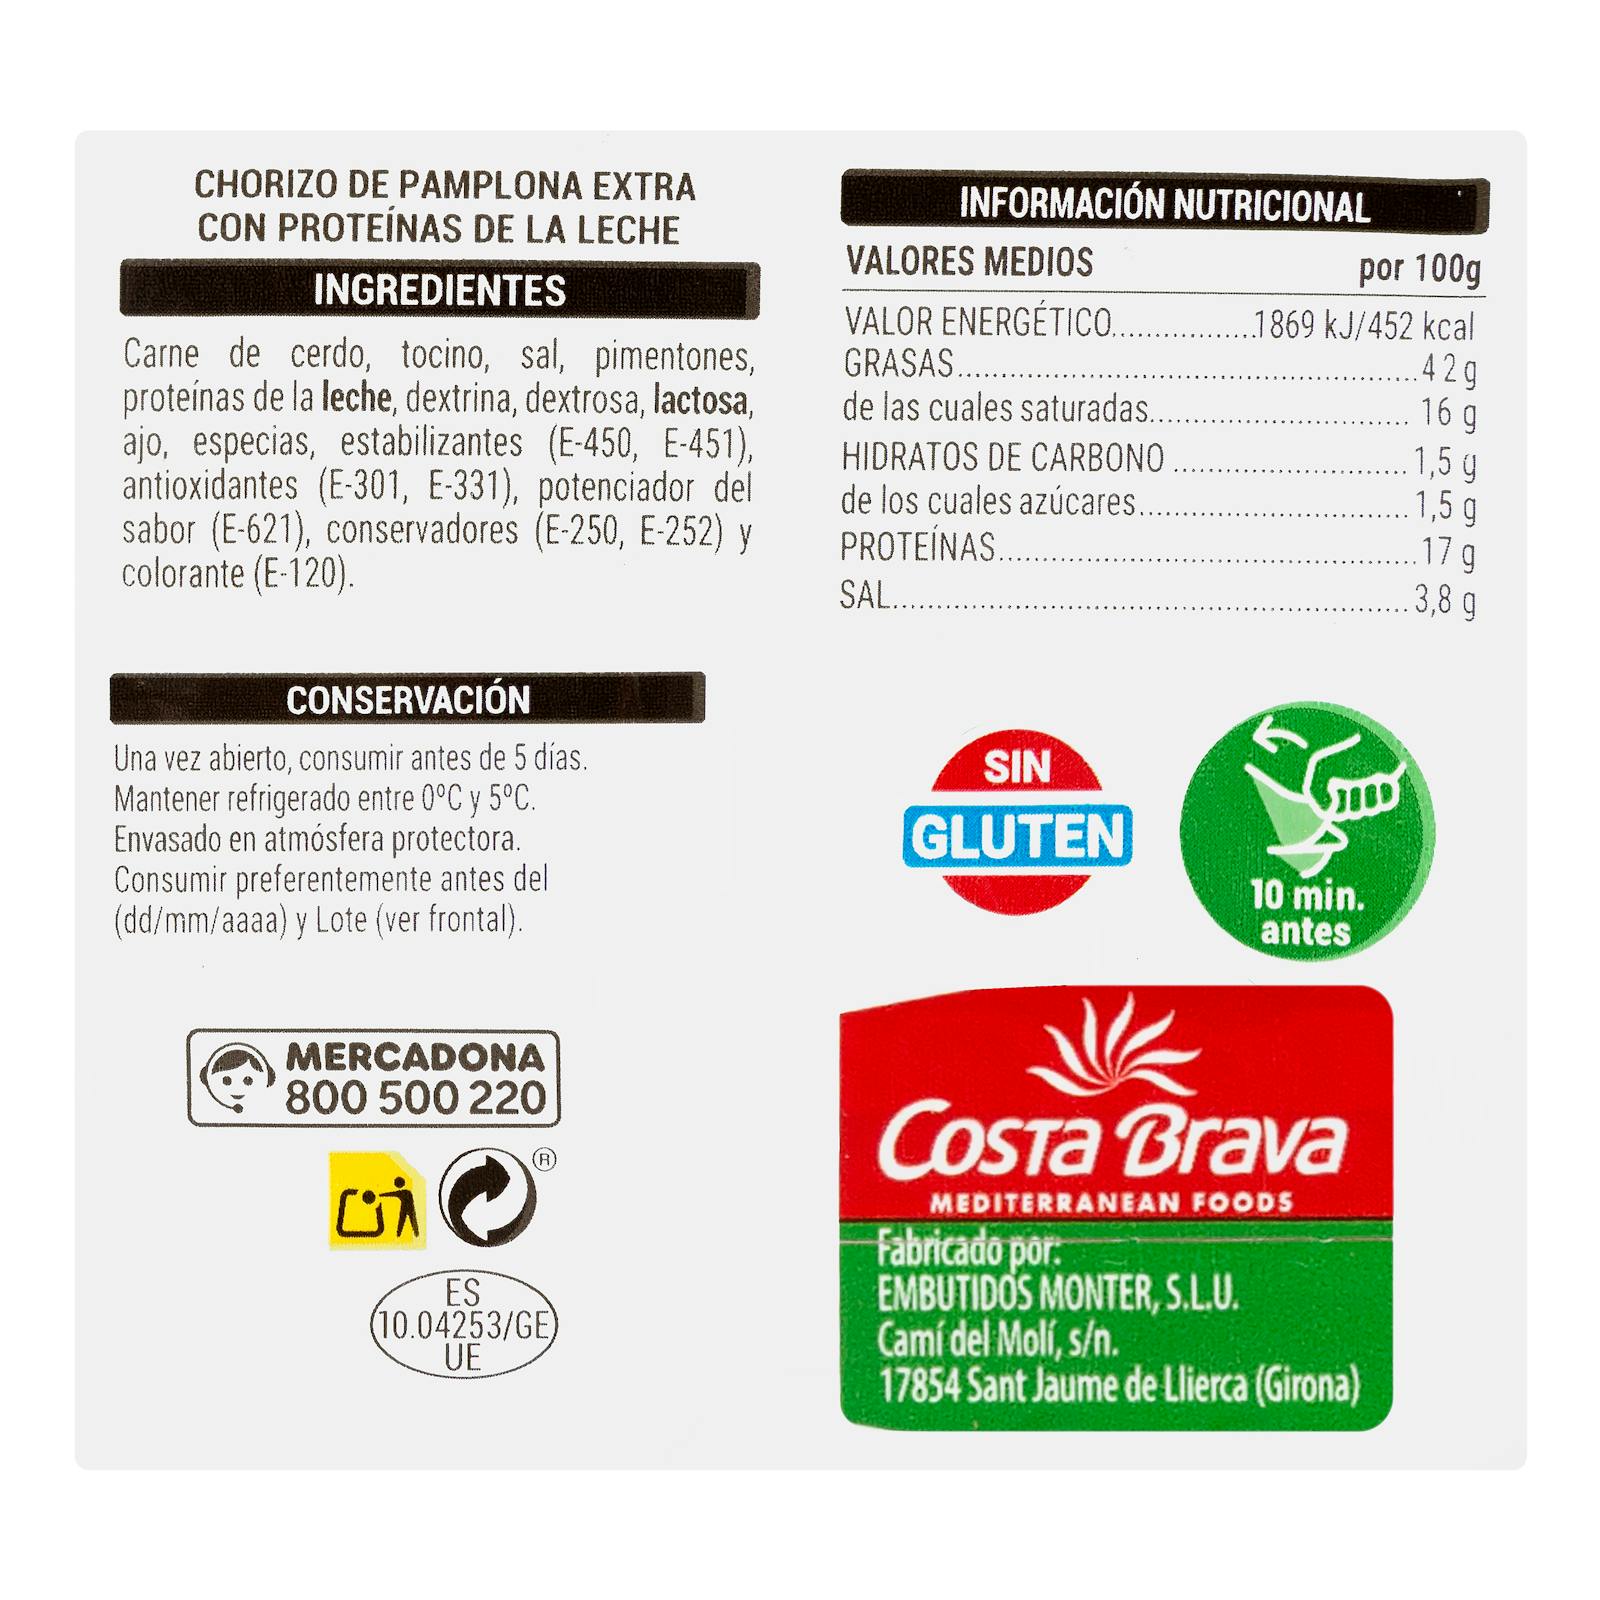 CHORIZO DE PAMPLONA EXTRA
CON PROTEÍNAS DE LA LECHE
INGREDIENTES
Carne de cerdo, tocino, sal, pimentones,
proteínas de la leche, dextrina, dextrosa, lactosa,
ajo, especias, estabilizantes (E-450, E-451),
antioxidantes (E-301, E-331), potenciador del
sabor (E-621), conservadores (E-250, E-252) y
colorante (E-120).
CONSERVACIÓN
Una vez abierto, consumir antes de 5 días.
Mantener refrigerado entre 0ºC y 5ºC.
Envasado en atmósfera protectora.
Consumir preferentemente antes del
(dd/mm/aaaa) y Lote (ver frontal).
MERCADONA
800 500 220
®
ES
10.04253/GE
UE
INFORMACIÓN NUTRICIONAL
VALORES MEDIOS por 100g
VALOR ENERGÉTICO..............1869 kJ/452 kcal
GRASAS..................................................42 g
de las cuales saturadas............................ 16 g
HIDRATOS DE CARBONO ......................... 1,5 g
de los cuales azúcares............................. 1,5 g
PROTEÍNAS..............................................17 g
SAL........................................................ 3,8 g
SIN
GLUTEN
10 min.
antes
Costa Brava
MEDITERRANEAN FOODS
Fabricado por:
EMBUTIDOS MONTER, S.L.U.
Camí del Molí, s/n.
17854 Sant Jaume de Llierca (Girona)